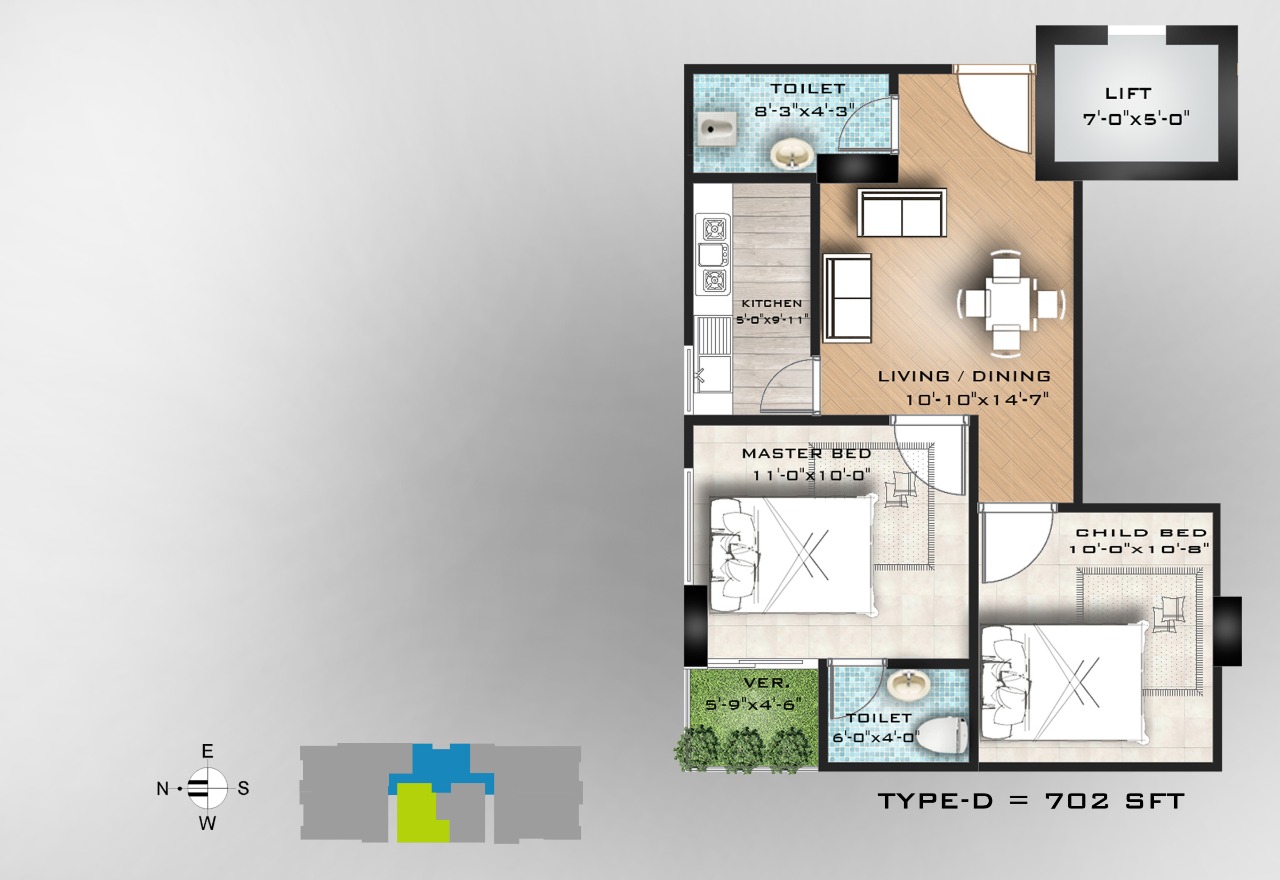 TOILET
8'-3"x4'-3"
LIFT
7'-0"x5'-0"
KITCHEN
5'-0"x9'-11"
LIVING / DINING
10'-10"x14'-7"
MASTER BED
11'-0"x10'-0"
CHILD BED
10'-0"x10'-8"
VER.
5'-9"x4'-6"
TOILET
6'-0"x4'-0"
E
N S
W
TYPE-D = 702 SFT